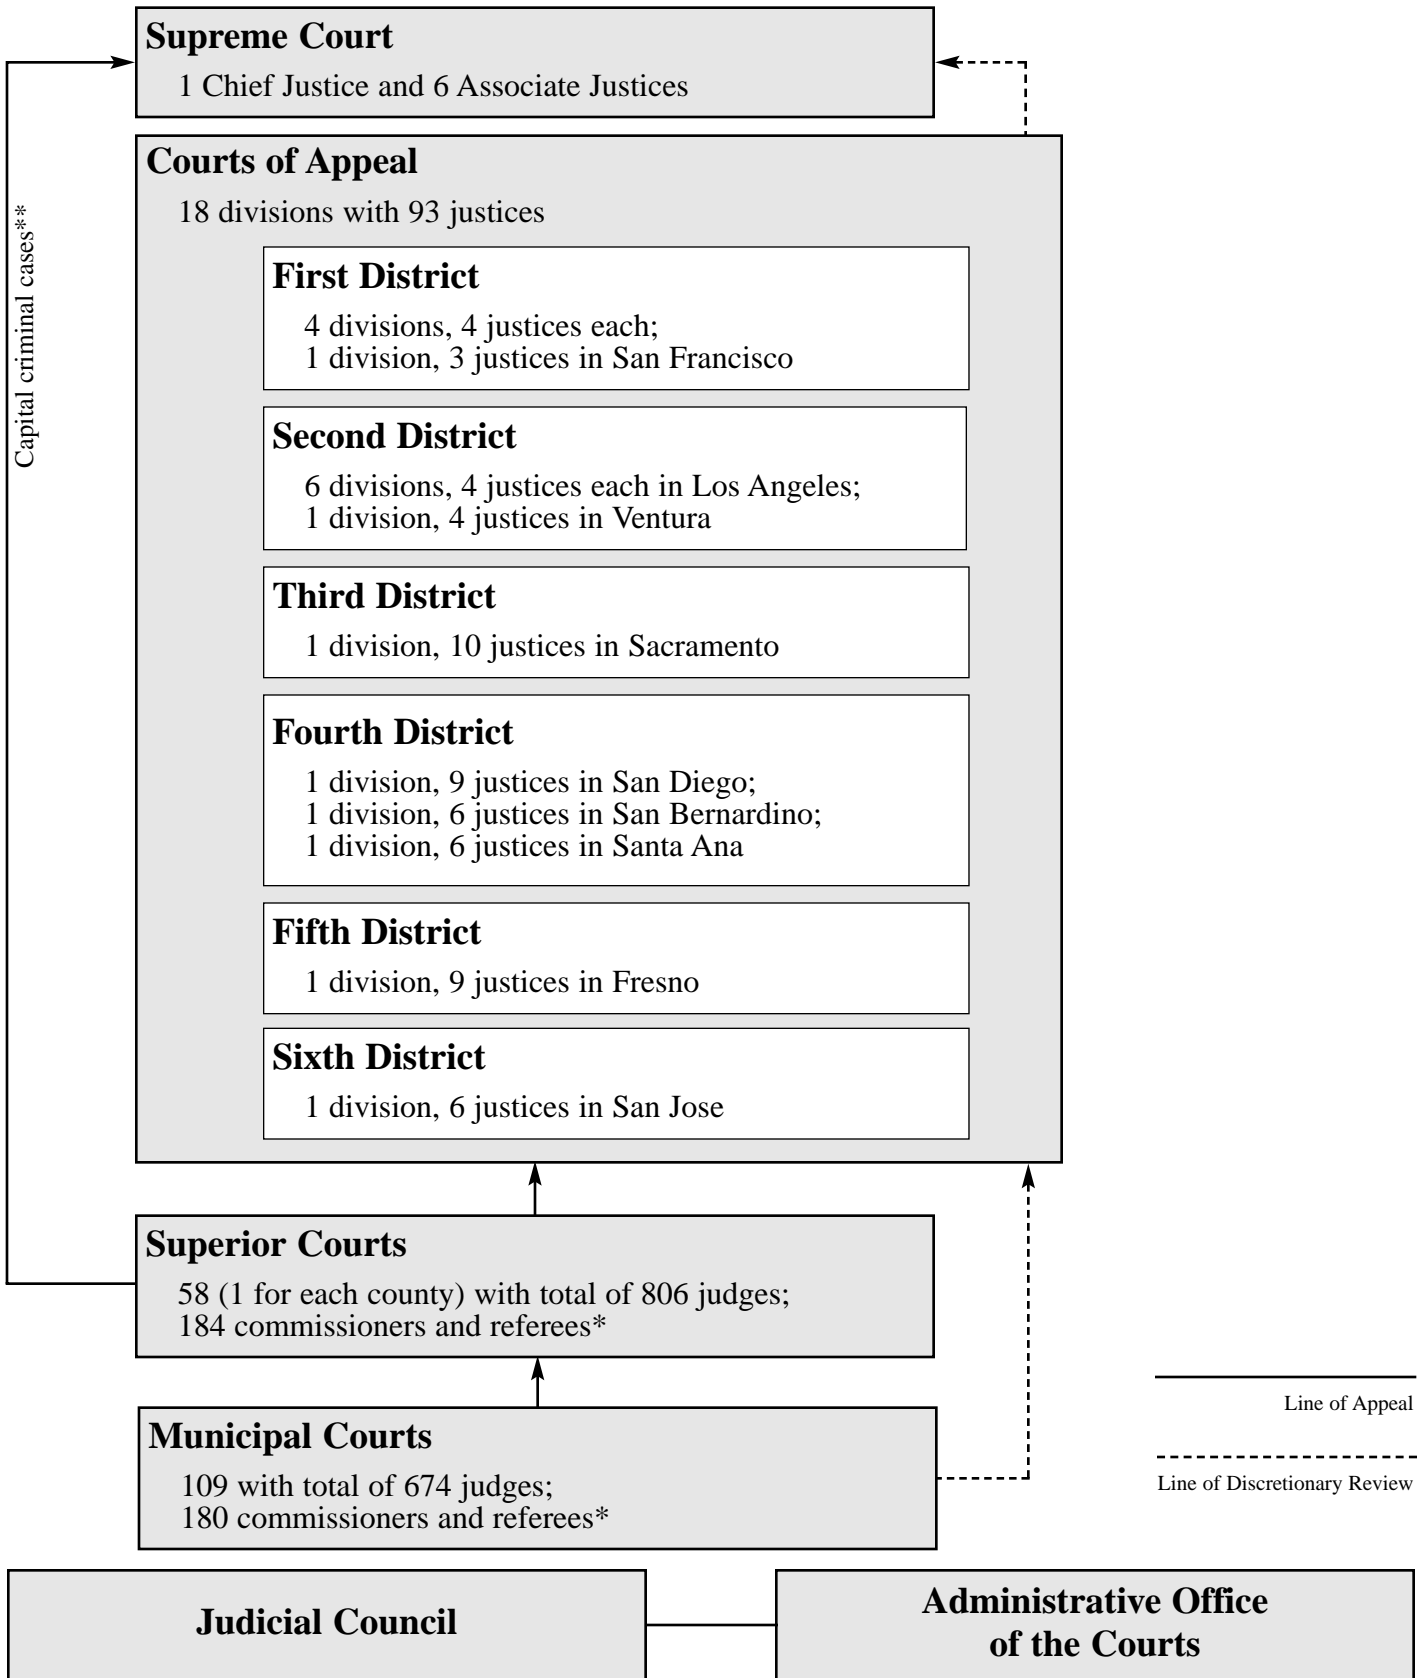 Supreme Court
1 Chief Justice and 6 Associate Justices
Capital criminal cases**
Courts of Appeal
18 divisions with 93 justices
First District
4 divisions, 4 justices each;
1 division, 3 justices in San Francisco
Second District
6 divisions, 4 justices each in Los Angeles;
1 division, 4 justices in Ventura
Third District
1 division, 10 justices in Sacramento
Fourth District
1 division, 9 justices in San Diego;
1 division, 6 justices in San Bernardino;
1 division, 6 justices in Santa Ana
Fifth District
1 division, 9 justices in Fresno
Sixth District
1 division, 6 justices in San Jose
Superior Courts
58 (1 for each county) with total of 806 judges;
184 commissioners and referees*
Municipal Courts
109 with total of 674 judges;
180 commissioners and referees*
Line of Appeal
Line of Discretionary Review
Judicial Council
Administrative Office
of the Courts